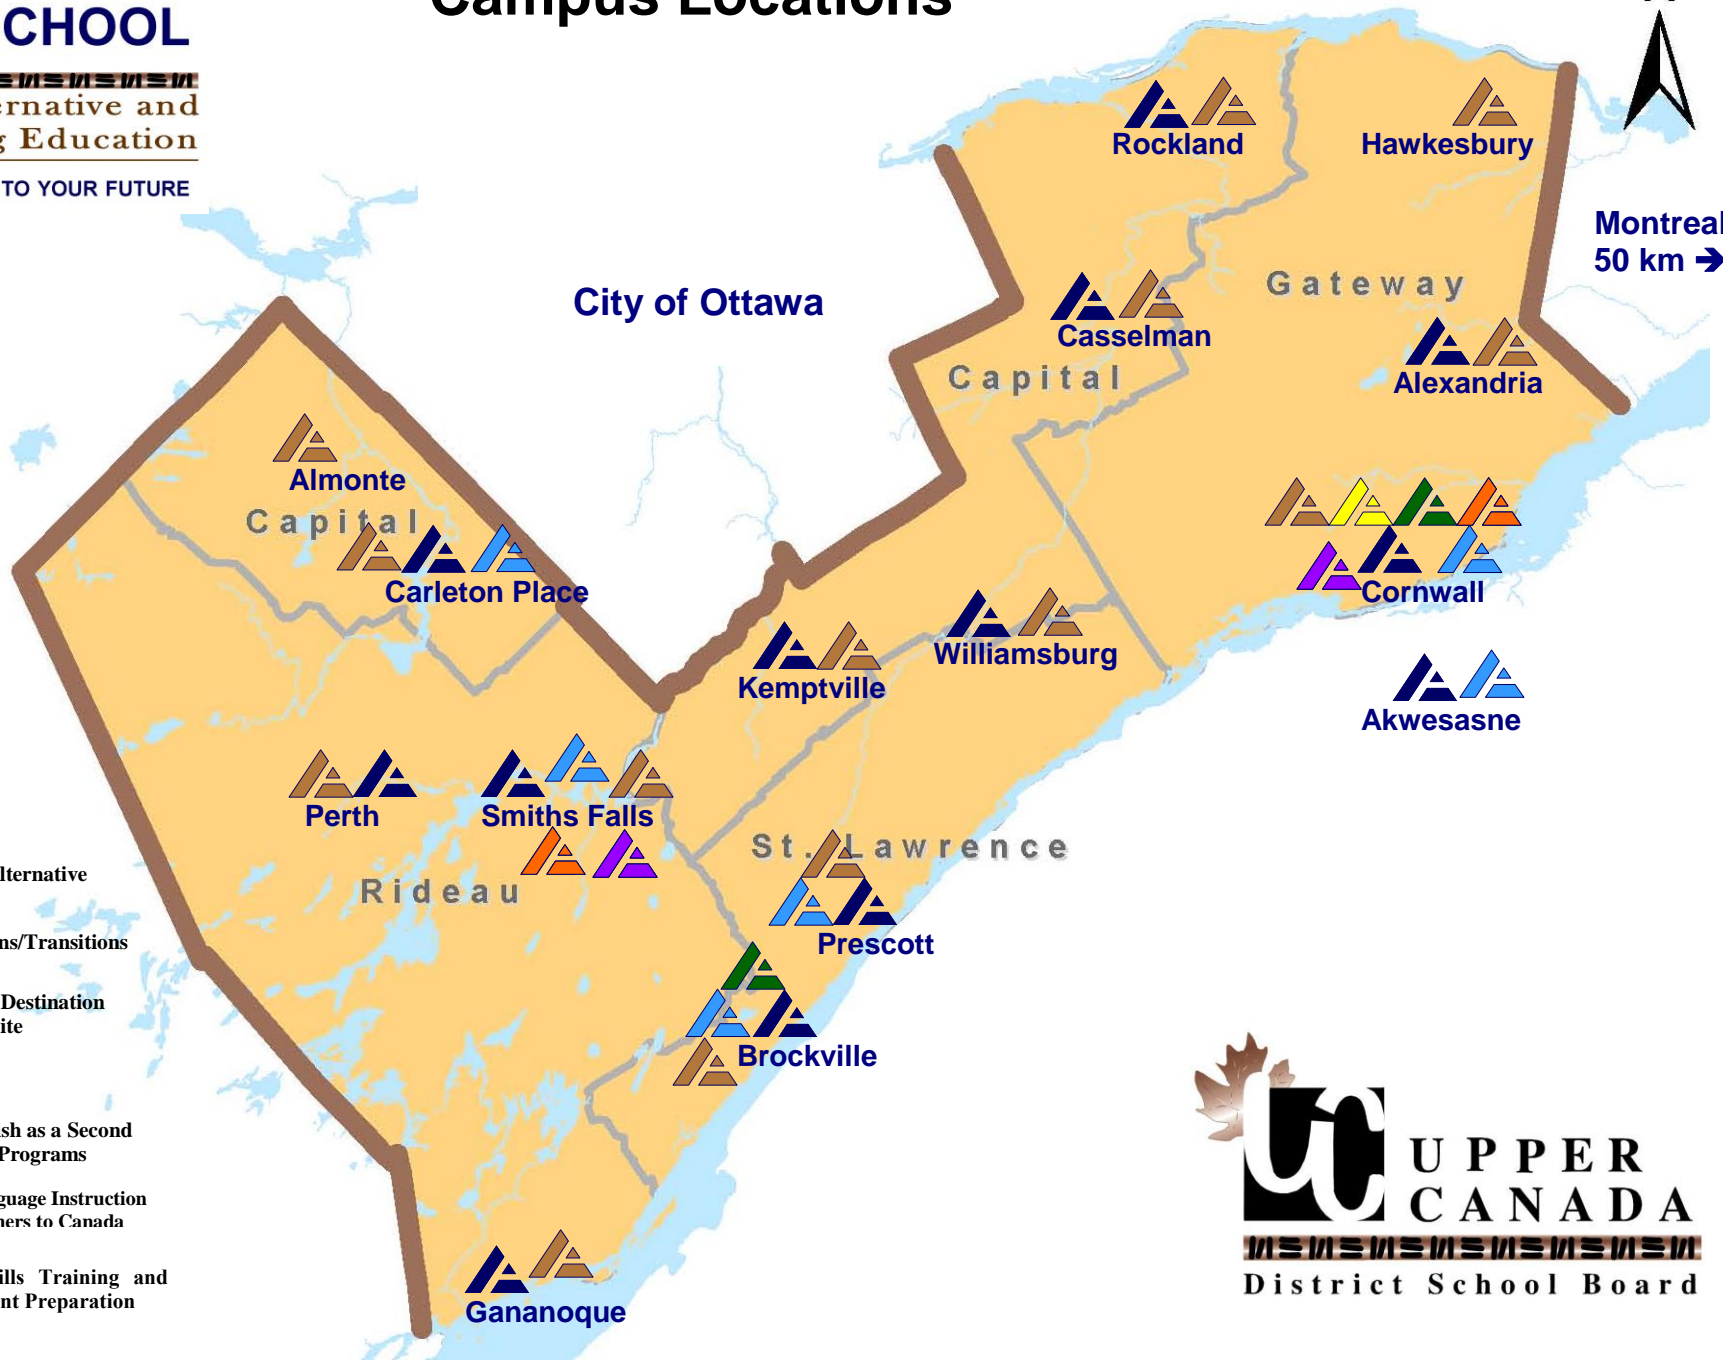 Campus Locations
CHOOL
ernative and
g Education
TO YOUR FUTURE
N
Rockland
Hawkesbury
Montreal
50 km ➔
City of Ottawa
Gateway
Casselman
Capital
Alexandria
Almonte
Capital
Carleton Place
Cornwall
Williamsburg
Kemptville
Akwesasne
Perth
Smiths Falls
St. Lawrence
Rideau
Prescott
Brockville
Gananoque
lternative
ns/Transitions
Destination
ite
sh as a Second
Programs
guage Instruction
ners to Canada
ills Training and
nt Preparation
UC
UPPER
CANADA
District School Board